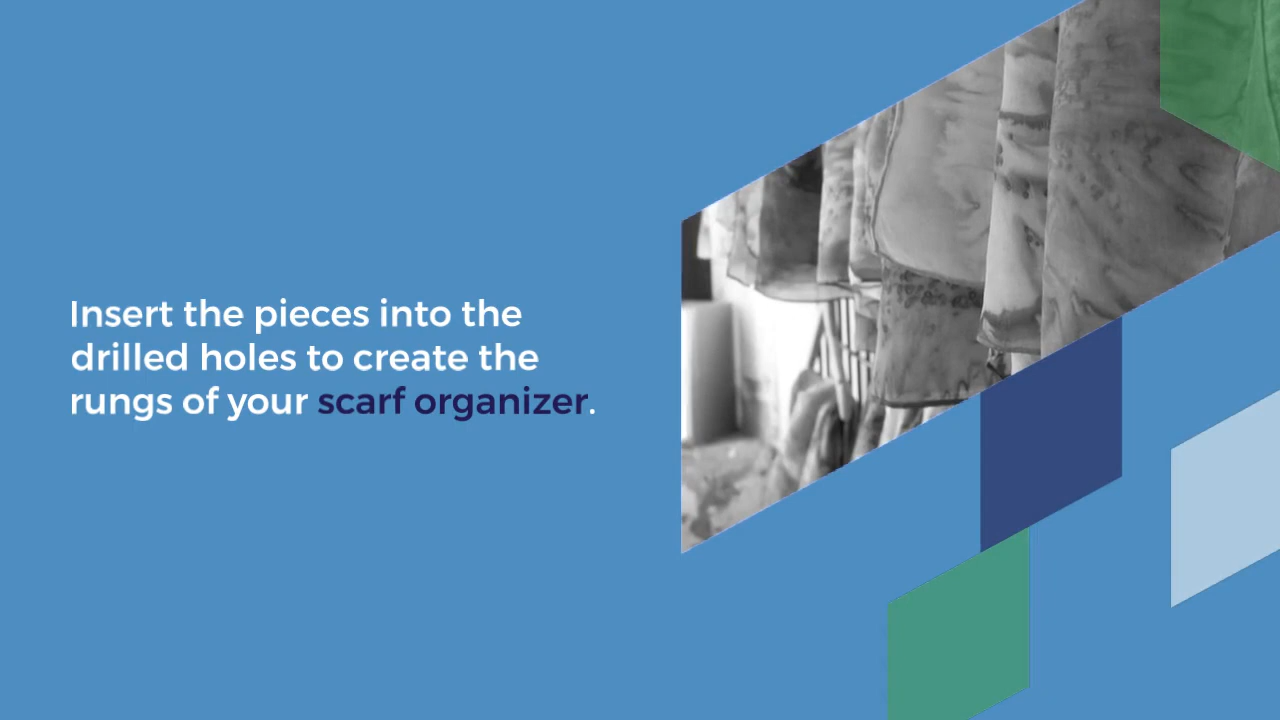 Insert the pieces into the
drilled holes to create the
rungs of your scarf organizer.